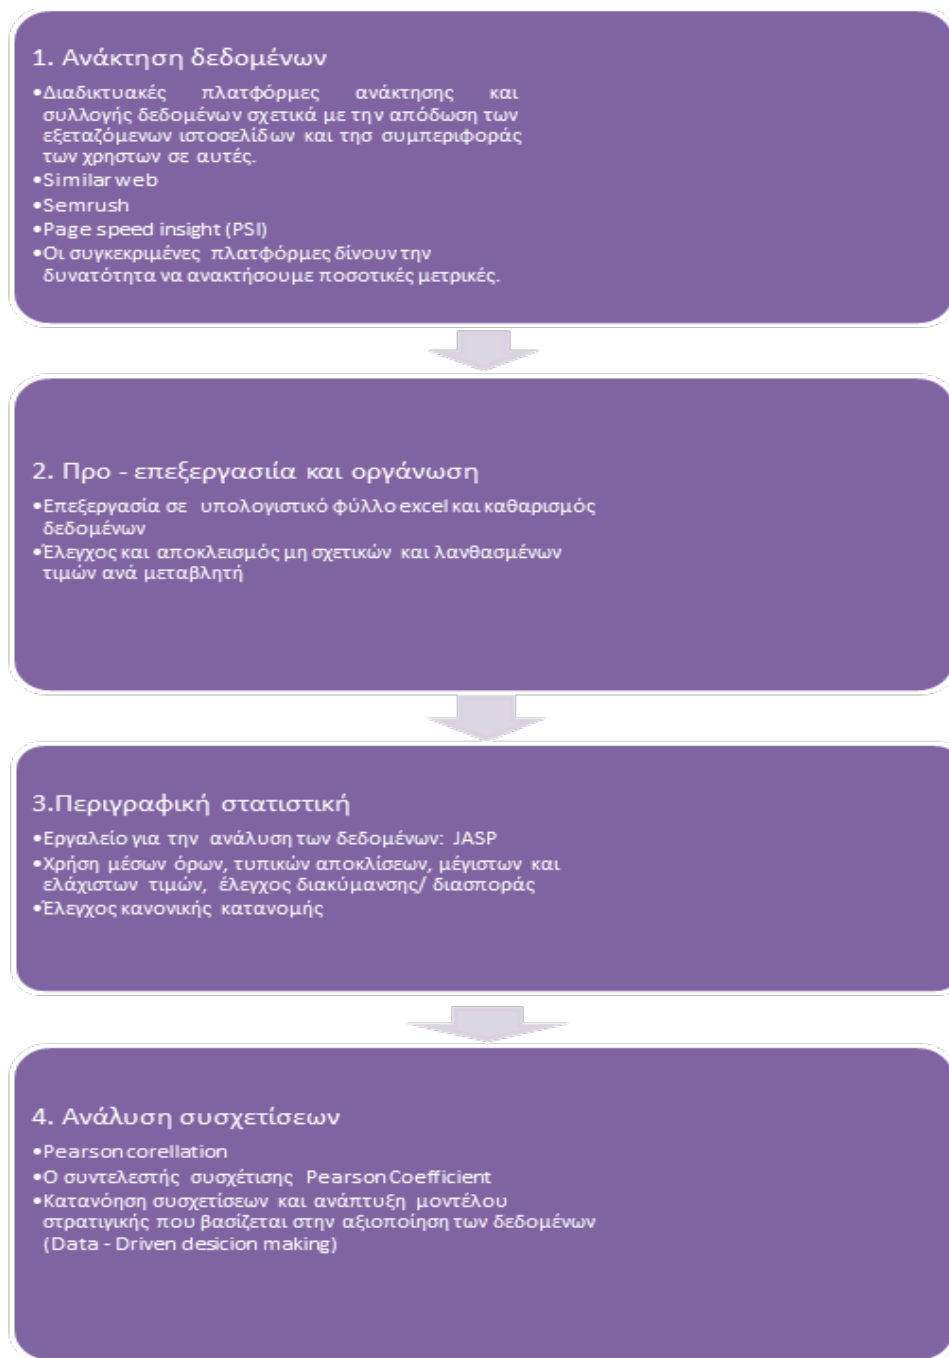 1. Ανάκτηση δεδομένων
•Διαδικτυακές πλατφόρμες ανάκτησης και
συλλογής δεδομένων σχετικά με την απόδωση των
εξεταζόμενων ιστοσελίδων και τησ συμπεριφοράς
των χρηστων σε αυτές.
•Similar web
•Semrush
•Page speed insight (PSI)
•Οι συγκεκριμένες πλατφόρμες δίνουν την
δυνατότητα να ανακτήσουμε ποσοτικές μετρικές.
2. Προ - επεξεργασιία και οργάνωση
•Επεξεργασία σε υπολογιστικό φύλλο excel και καθαρισμός
δεδομένων
•Έλεγχος και αποκλεισμός μη σχετικών και λανθασμένων
τιμών ανά μεταβλητή
3.Περιγραφική στατιστική
•Εργαλείο για την ανάλυση των δεδομένων: JASP
•Χρήση μέσων όρων, τυπικών αποκλίσεων, μέγιστων και
ελάχιστων τιμών, έλεγχος διακύμανσης/ διασποράς
•Έλεγχος κανονικής κατανομής
4. Ανάλυση συσχετίσεων
•Pearson corellation
•Ο συντελεστής συσχέτισης Pearson Coefficient
•Κατανόηση συσχετίσεων και ανάπτυξη μοντέλου
στρατιγικής που βασίζεται στην αξιοποίηση των δεδομένων
(Data - Driven desicion making)